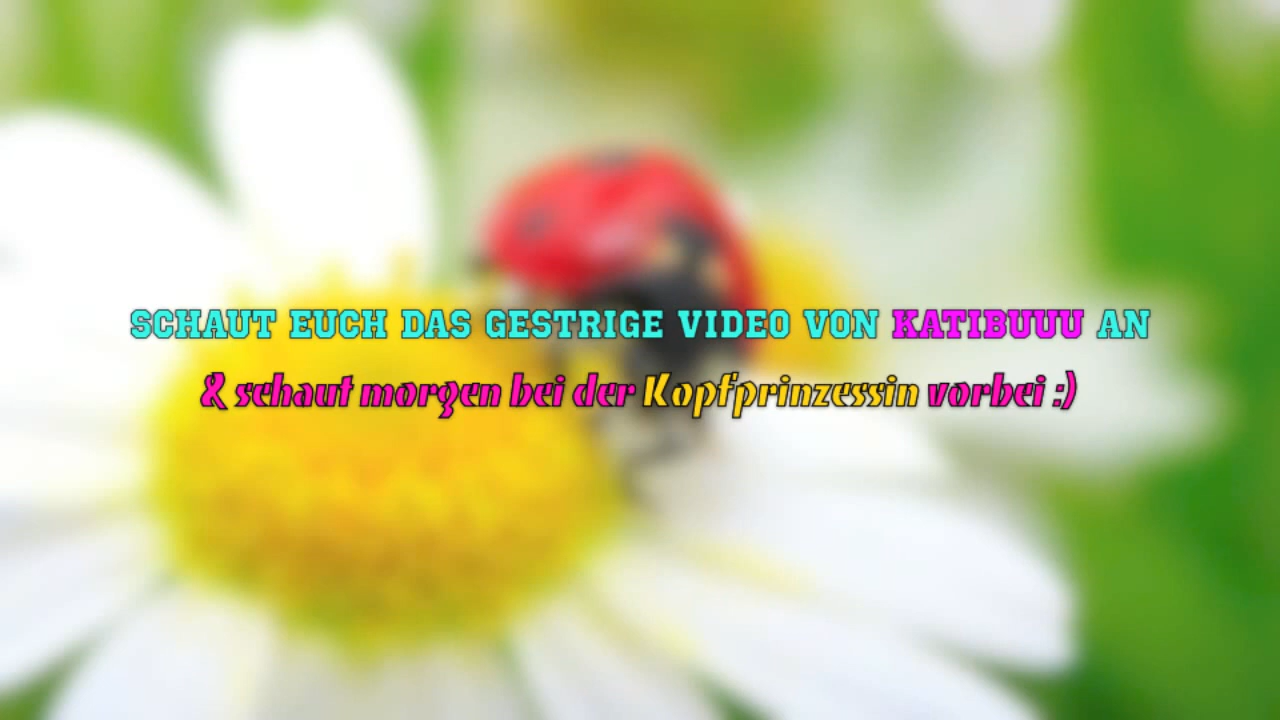 SCHAUT EUCH DAS GESTRIGE VIDEO VON KATIBUUU AN
& schaut morgen bei der Kopfprinzessin vorbei :)